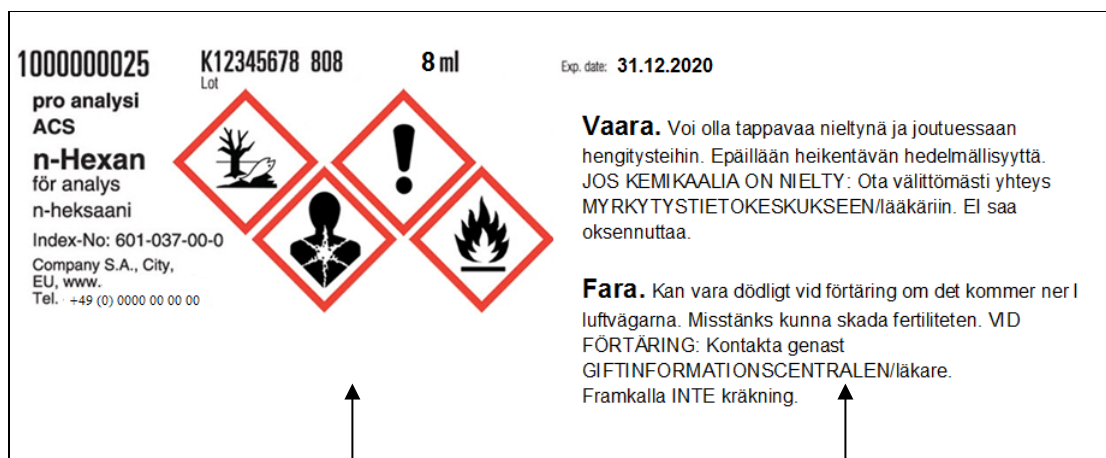 1000000025
K12345678 808
8 ml
Lot
Exp. date: 31.12.2020
pro analysi
ACS
n-Hexan
för analys
n-heksaani
Index-No: 601-037-00-0
Company S.A., City,
EU, www.
Tel. +49 (0) 0000 00 00 00
Vaara. Voi olla tappavaa nieltynä ja joutuessaan
hengitysteihin. Epäillään heikentävän hedelmällisyyttä.
JOS KEMIKAALIA ON NIELTY: Ota välittömästi yhteys
MYRKYTYSTIETOKESKUKSEEN/lääkäriin. EI saa
oksennuttaa.
Fara. Kan vara dödligt vid förtäring om det kommer ner I
luftvägarna. Misstänks kunna skada fertiliteten. VID
FÖRTÄRING: Kontakta genast
GIFTINFORMATIONSCENTRALEN/läkare.
Framkalla INTE kräkning.